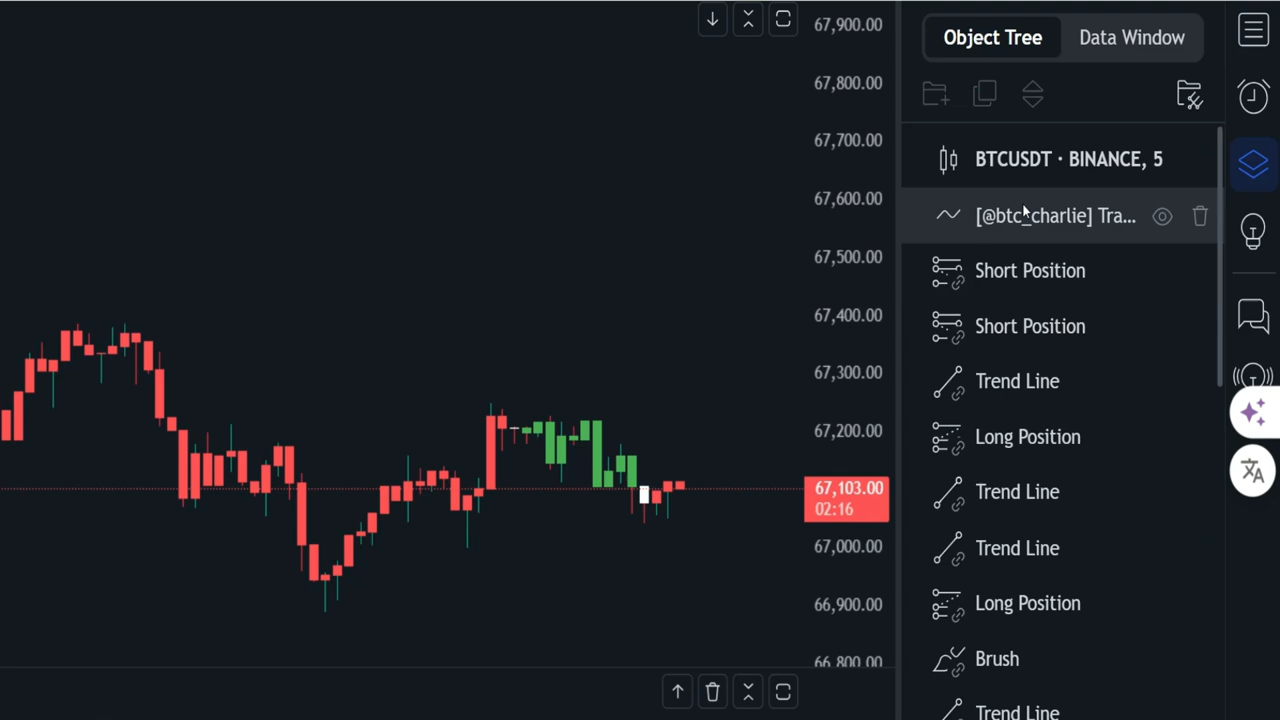 67,900.00
67,800.00
67,700.00
67,600.00
67,500.00
67,400.00
67,300.00
67,200.00
67,103.00
02:16
67,000.00
66,900.00
66,800.00
Object Tree
Data Window
BTCUSDT · BINANCE, 5
[@btc_charlie] Tra...
Short Position
Short Position
Trend Line
Long Position
Trend Line
Trend Line
Long Position
Brush
Trend Line